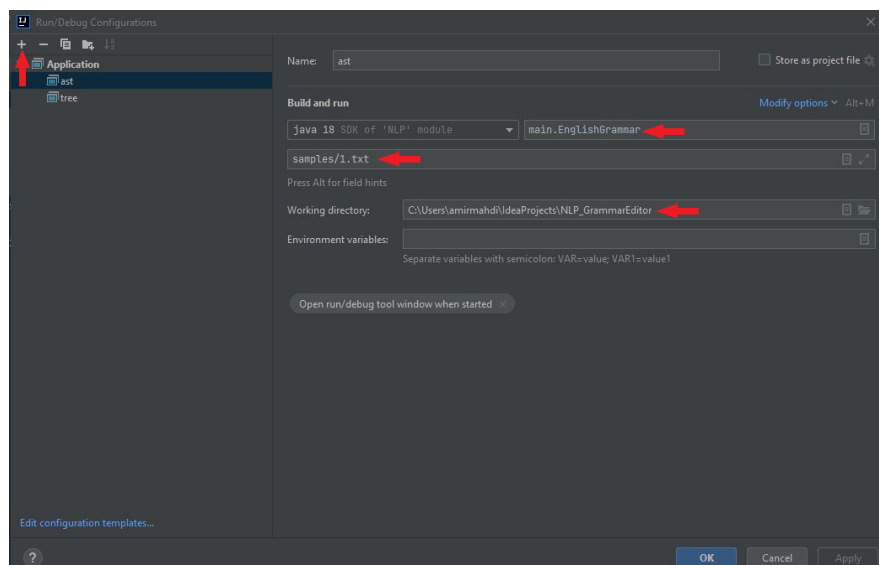 Run/Debug Configurations
Application
ast
tree
Name: ast
Store as project file
Build and run
Modify options Alt+M
java 18 SDK of 'NLP' module
main.EnglishGrammar
samples/1.txt
Press Alt for field hints
Working directory: C:\Users\amirmahdi\IdeaProjects\NLP_GrammarEditor
Environment variables:
Separate variables with semicolon: VAR=value; VAR1=value1
Open run/debug tool window when started ×
Edit configuration templates...
?
OK
Cancel
Apply